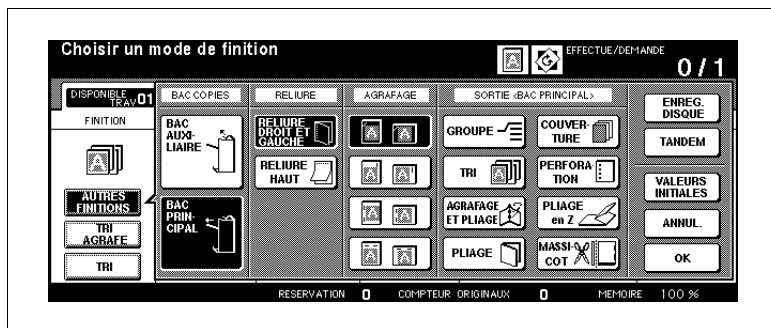 Choisir un mode de finition
EFFECTUE/DEMANDE
0/1
DISPONIBLE
TRAV01
FINITION
AUTRES
FINITIONS
TRI
AGRAFE
TRI
BAC COPIES
BAC
AUXI-
LIAIRE
BAC
PRIN-
CIPAL
RELIURE
RELIURE
DROIT ET
GAUCHE
RELIURE
HAUT
AGRAFAGE
SORTIE <BAC PRINCIPAL>
GROUPE
COUVER-
TURE
TRI
PERFORA-
TION
AGRAFAGE
ET PLIAGE
PLIAGE
en Z
PLIAGE
MASSI-
COT
ENREG.
DISQUE
TANDEM
VALEURS
INITIALES
ANNUL.
OK
RESERVATION 0 COMPTEUR ORIGINAUX 0 MEMOIRE 100 %